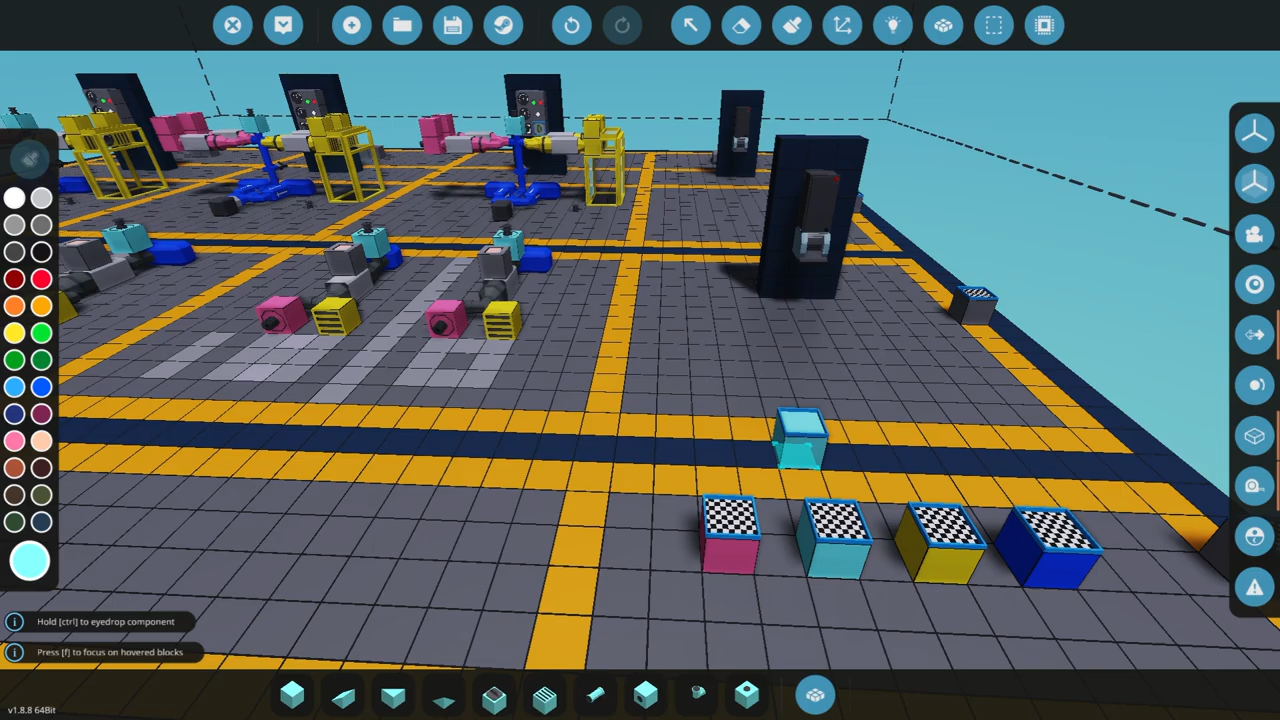 Hold [ctrl] to eyedrop component
Press [f] to focus on hovered blocks
v1.8.8 64Bit